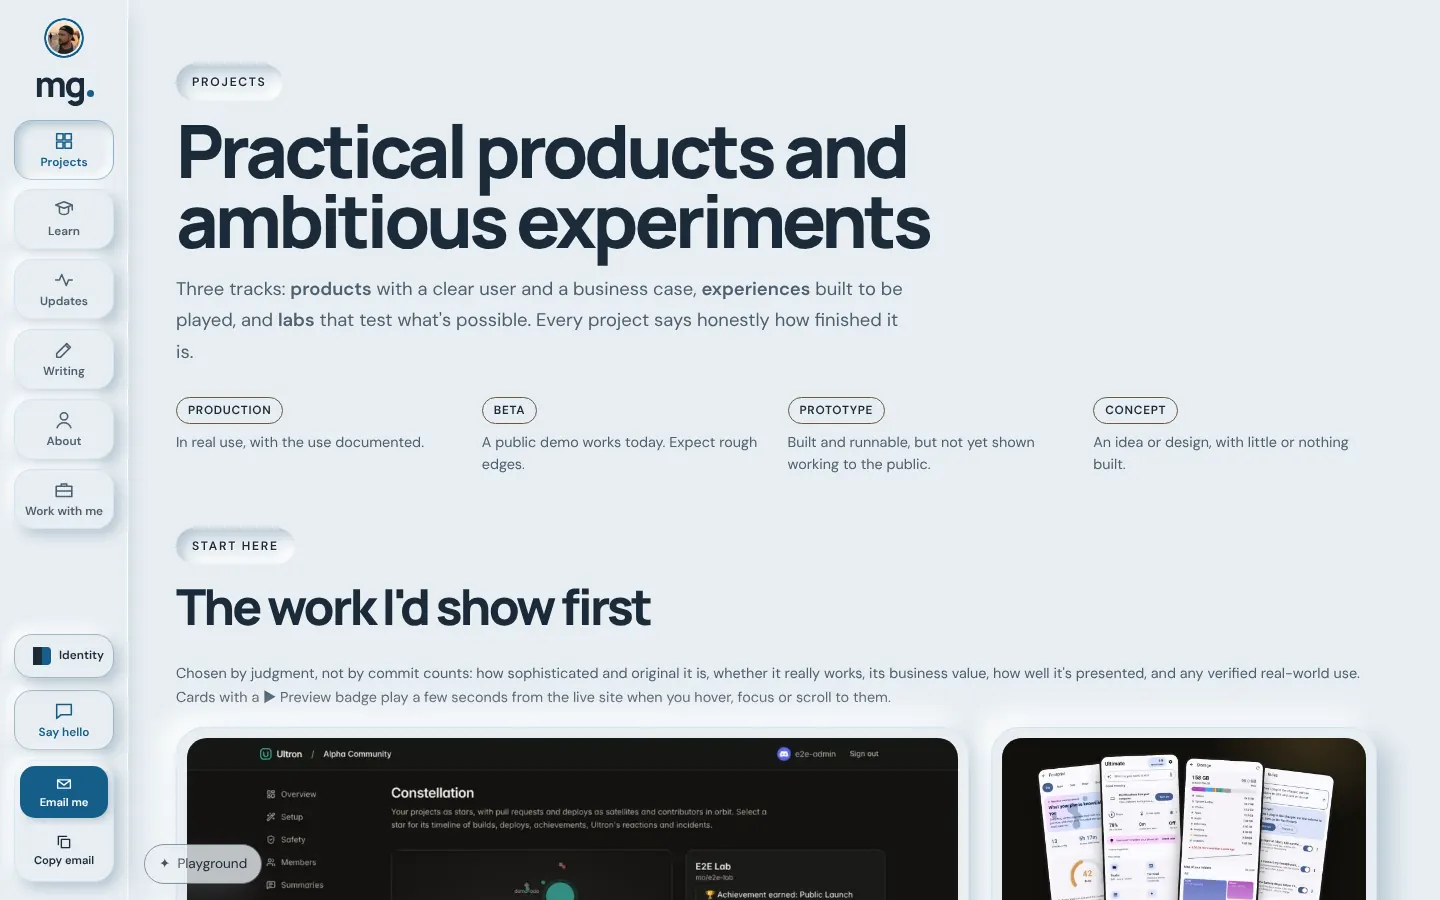 mg.
Projects
Learn
Updates
Writing
About
Work with me
Identity
Say hello
Email me
Copy email
✦ Playground
PROJECTS
Practical products and
ambitious experiments
Three tracks: products with a clear user and a business case, experiences built to be
played, and labs that test what's possible. Every project says honestly how finished it
is.
PRODUCTION
In real use, with the use documented.
BETA
A public demo works today. Expect rough
edges.
PROTOTYPE
Built and runnable, but not yet shown
working to the public.
CONCEPT
An idea or design, with little or nothing
built.
START HERE
The work I'd show first
Chosen by judgment, not by commit counts: how sophisticated and original it is, whether it really works, its business value, how well it's presented, and any verified real-world use.
Cards with a ▶ Preview badge play a few seconds from the live site when you hover, focus or scroll to them.
Ultron / Alpha Community
e2e-admin Sign out
Overview
Setup
Safety
Members
Summaries
Constellation
Your projects as stars, with pull requests and deploys as satellites and contributors in orbit. Select a
star for its timeline of builds, deploys, achievements, Ultron's reactions and incidents.
E2E Lab
mo/e2e-lab
Achievement earned: Public Launch
Ultimate
Storage
158 GB
42